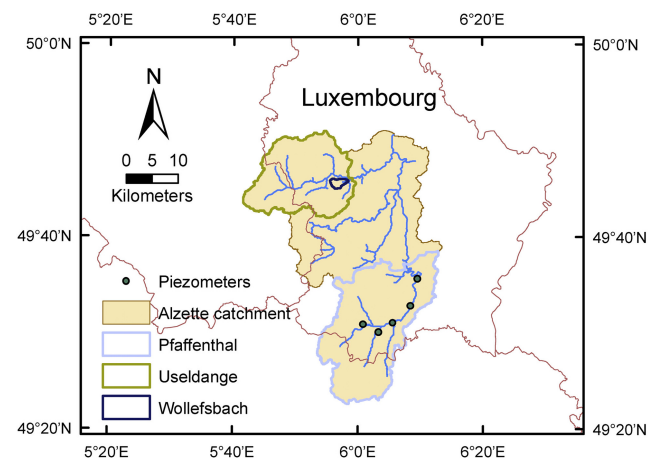 5°20'E 5°40'E 6°0'E 6°20'E
50°0'N 50°0'N
N
Luxembourg
0 5 10
Kilometers
49°40'N 49°40'N
Piezometers
Alzette catchment
Pfaffenthal
Useldange
Wollefsbach
49°20'N 49°20'N
5°20'E 5°40'E 6°0'E 6°20'E